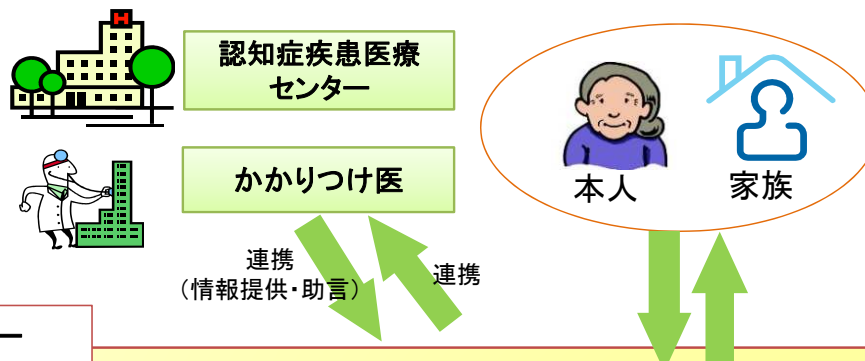 H
認知症疾患医療
センター
かかりつけ医
本人
家族
連携
（情報提供・助言）
連携
ー